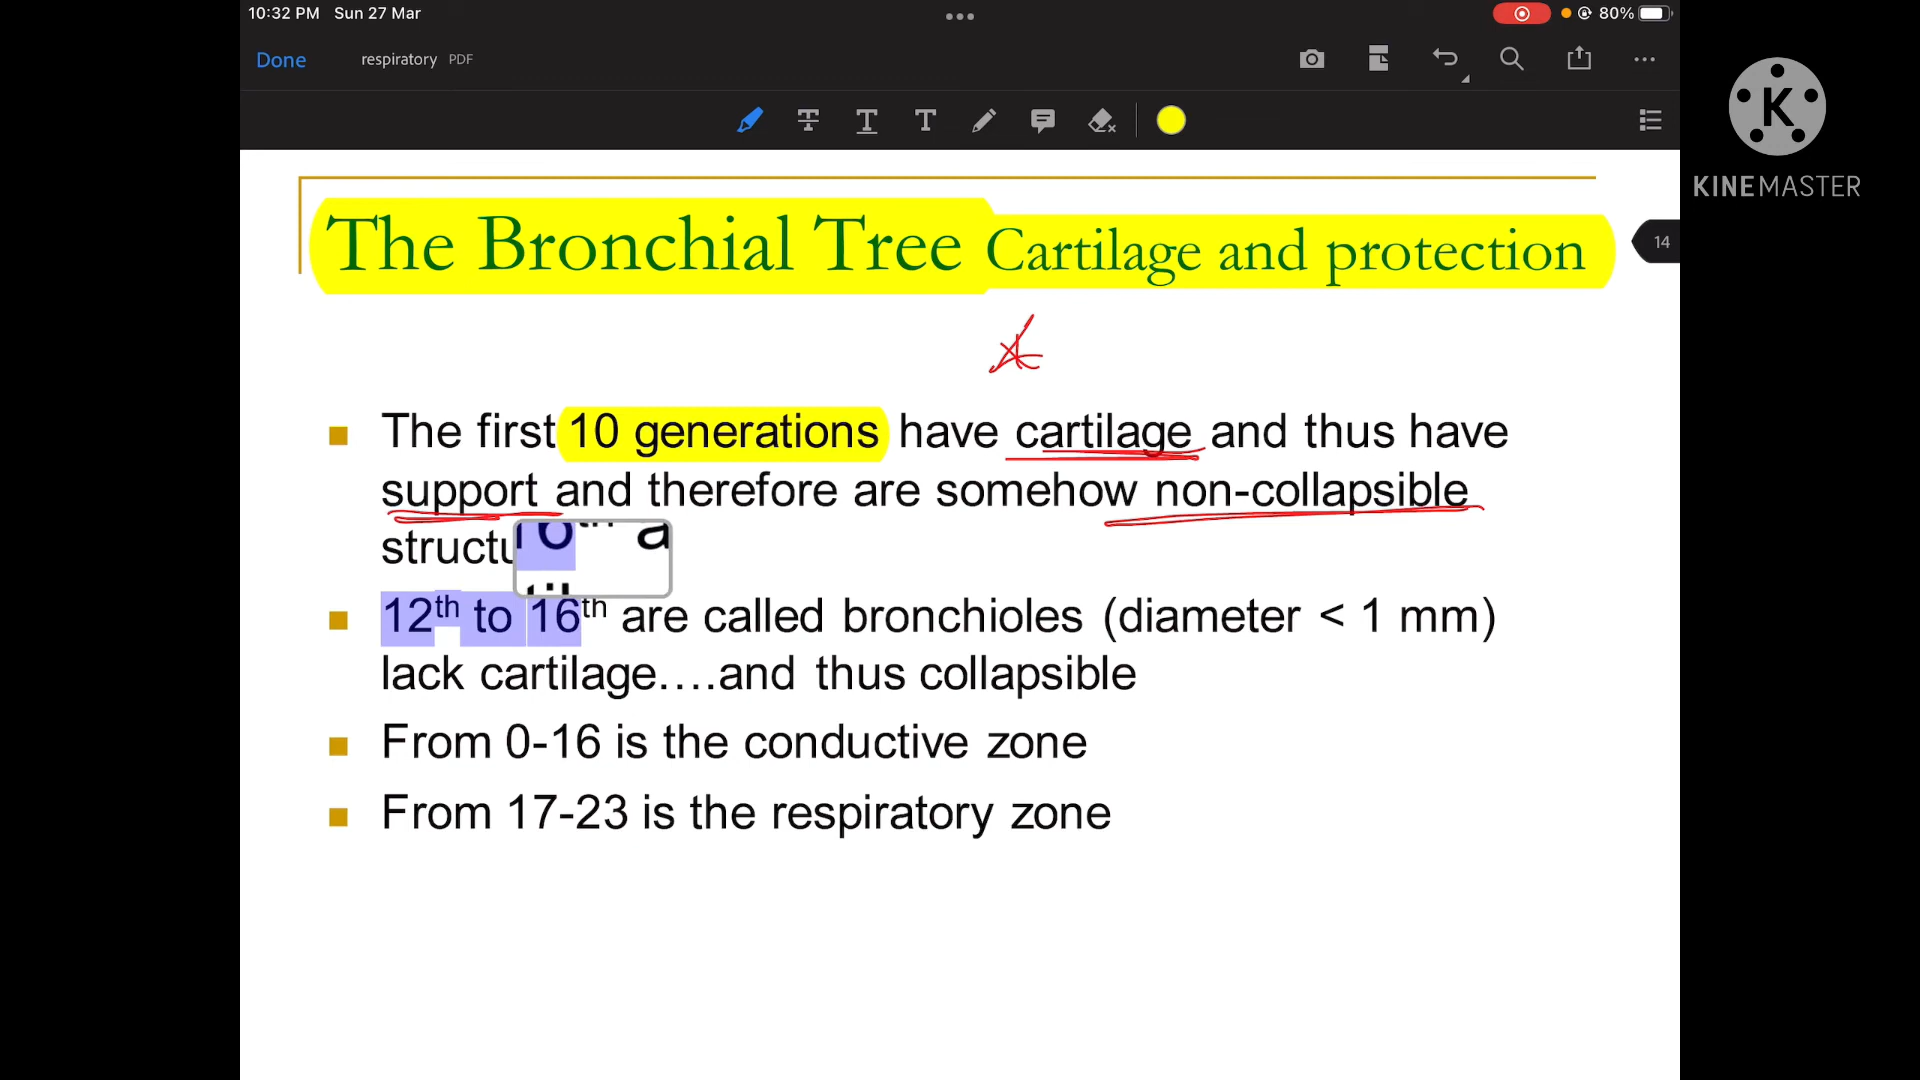 10:32 PM Sun 27 Mar
80%
Done respiratory PDF
K
KINEMASTER
The Bronchial Tree Cartilage and protection
14
The first 10 generations have cartilage and thus have
support and therefore are somehow non-collapsible
12th to 16th are called bronchioles (diameter < 1 mm)
lack cartilage....and thus collapsible
From 0-16 is the conductive zone
From 17-23 is the respiratory zone